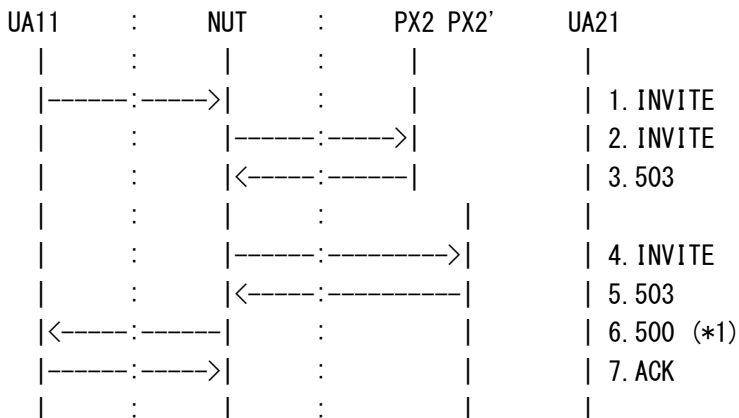 UA11 : NUT : PX2 PX2' UA21
| : | : | |
|------:----->| : | | 1. INVITE
| : |------:----->| | 2. INVITE
| : |<-----:------| | 3. 503
| : | : | |
| : |------:--------->| | 4. INVITE
| : |<-----:----------| | 5. 503
|<-----:------| : | | 6. 500 (*1)
|------:----->| : | | 7. ACK
| : | : | |